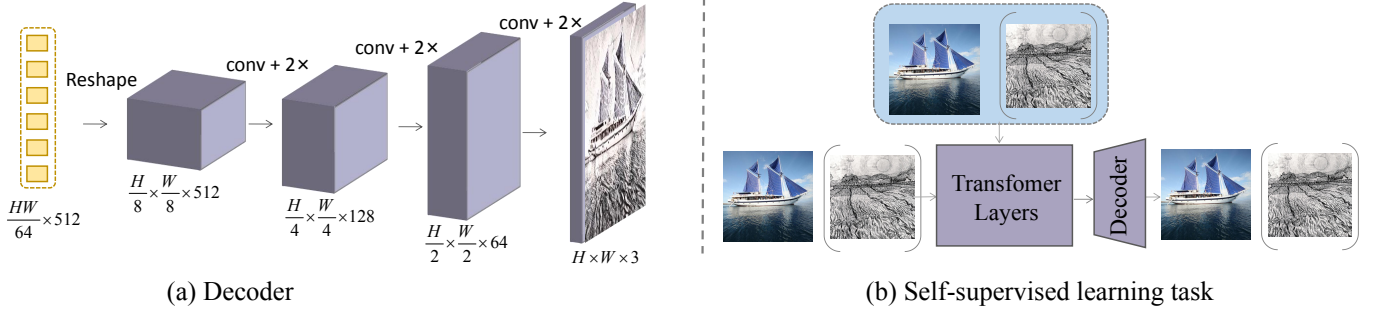 Reshape
conv + 2×
conv + 2×
conv + 2×
HW/64 ×512
H/8 × W/8 ×512
H/4 × W/4 ×128
H/2 × W/2 × 64
H × W × 3
(a) Decoder
Transfomer
Layers
Decoder
(b) Self-supervised learning task